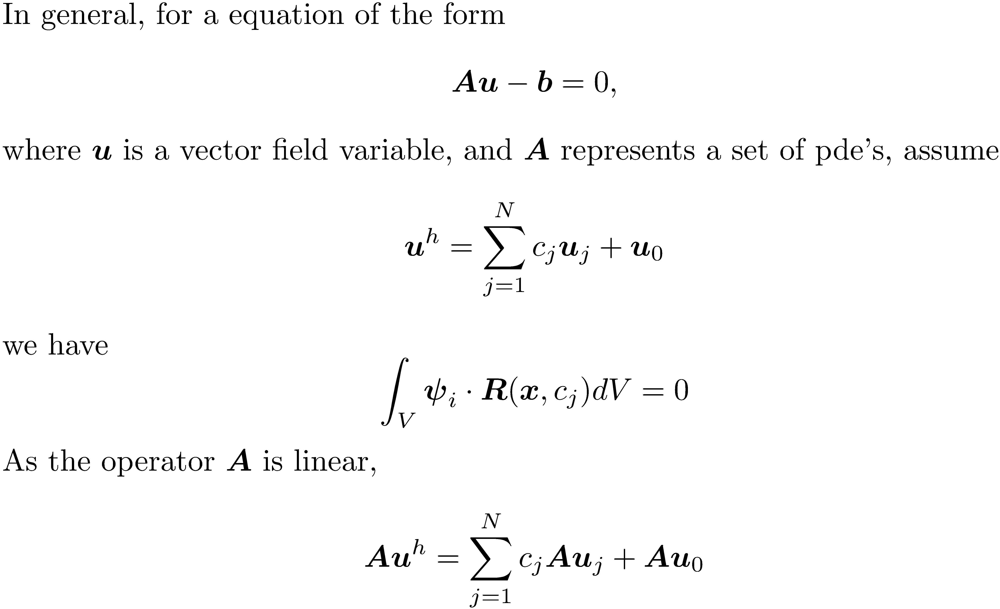 In general, for a equation of the form
$$\boldsymbol{A}\boldsymbol{u} - \boldsymbol{b} = 0,$$
where $\boldsymbol{u}$ is a vector field variable, and $\boldsymbol{A}$ represents a set of pde's, assume
$$\boldsymbol{u}^h = \sum_{j=1}^{N} c_j \boldsymbol{u}_j + \boldsymbol{u}_0$$
we have
$$\int_V \boldsymbol{\psi}_i \cdot \boldsymbol{R}(\boldsymbol{x}, c_j) dV = 0$$
As the operator $\boldsymbol{A}$ is linear,
$$\boldsymbol{A}\boldsymbol{u}^h = \sum_{j=1}^{N} c_j \boldsymbol{A}\boldsymbol{u}_j + \boldsymbol{A}\boldsymbol{u}_0$$